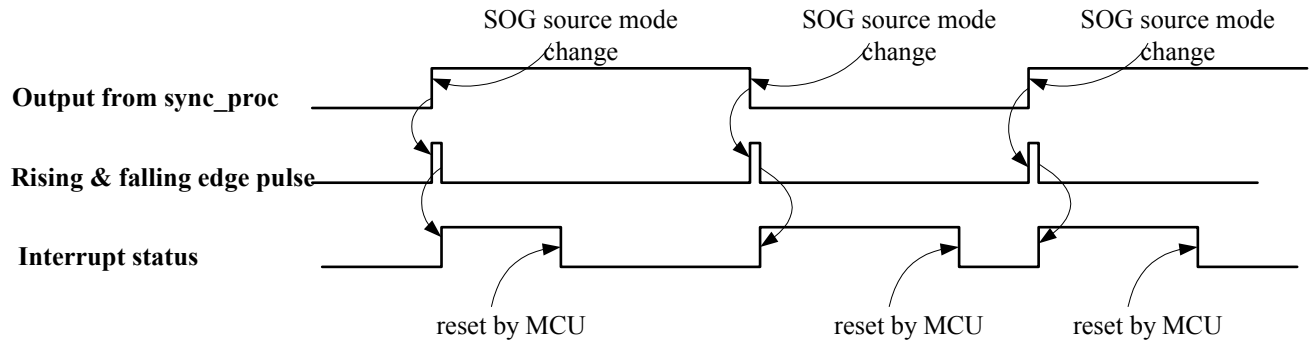 SOG source mode
change
SOG source mode
change
SOG source mode
change
Output from sync_proc
Rising & falling edge pulse
Interrupt status
reset by MCU
reset by MCU
reset by MCU